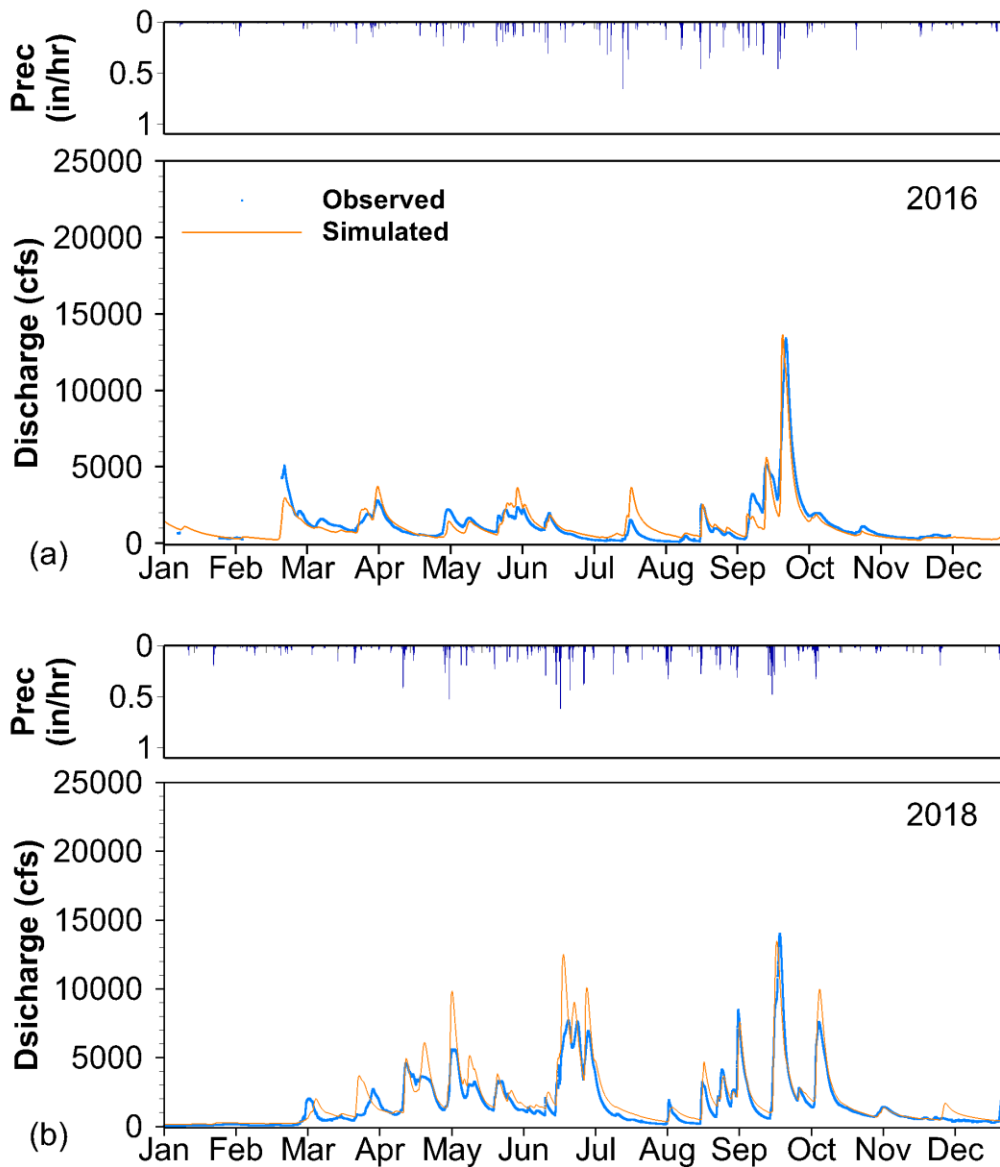 0
0.5
1
Prec
(in/hr)
25000
20000
15000
10000
5000
0
Discharge (cfs)
Observed
Simulated
2016
(a)
Jan Feb Mar Apr May Jun Jul Aug Sep Oct Nov Dec
0
0.5
1
Prec
(in/hr)
25000
20000
15000
10000
5000
0
Dsicharge (cfs)
2018
(b)
Jan Feb Mar Apr May Jun Jul Aug Sep Oct Nov Dec